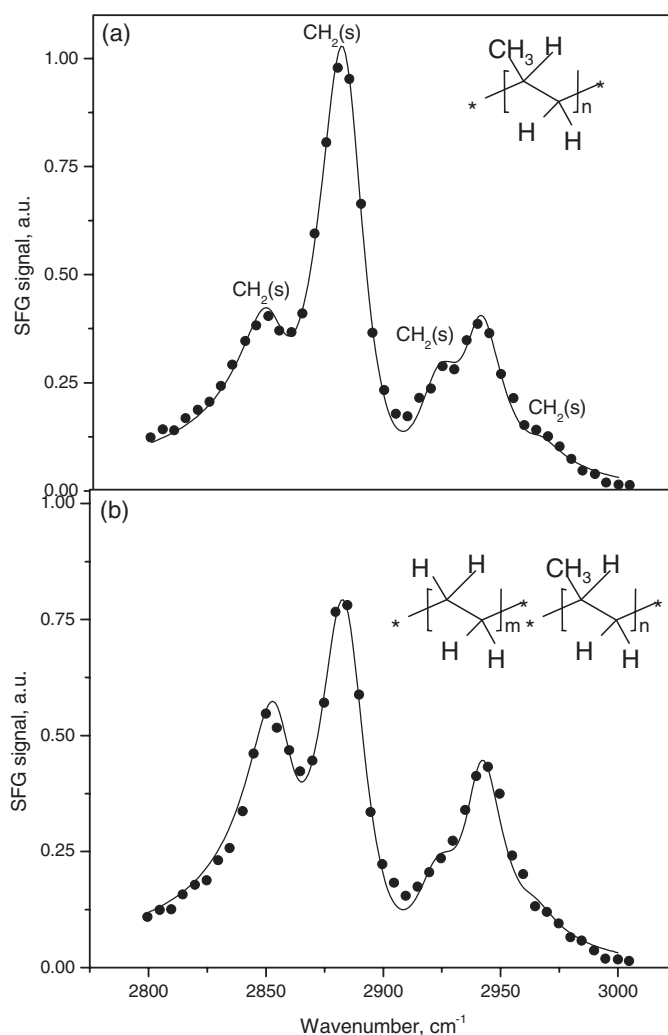 (a)
CH₂(s)
CH₃ H
* [ ]n *
H H
CH₂(s)
CH₂(s)
CH₂(s)
1.00
0.75
0.50
0.25
0.00
SFG signal, a.u.
(b)
H H CH₃ H
* [ ]m * * [ ]n *
H H H H
1.00
0.75
0.50
0.25
0.00
SFG signal, a.u.
2800 2850 2900 2950 3000
Wavenumber, cm⁻¹